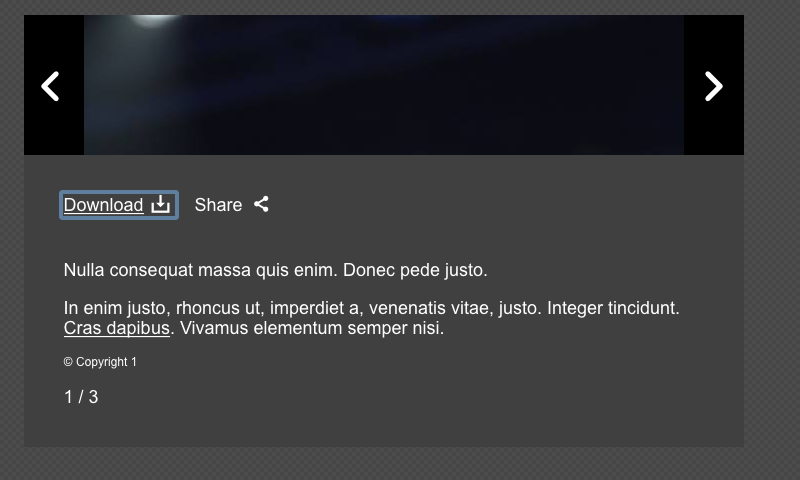 Download
Share
Nulla consequat massa quis enim. Donec pede justo.
In enim justo, rhoncus ut, imperdiet a, venenatis vitae, justo. Integer tincidunt.
Cras dapibus. Vivamus elementum semper nisi.
© Copyright 1
1 / 3